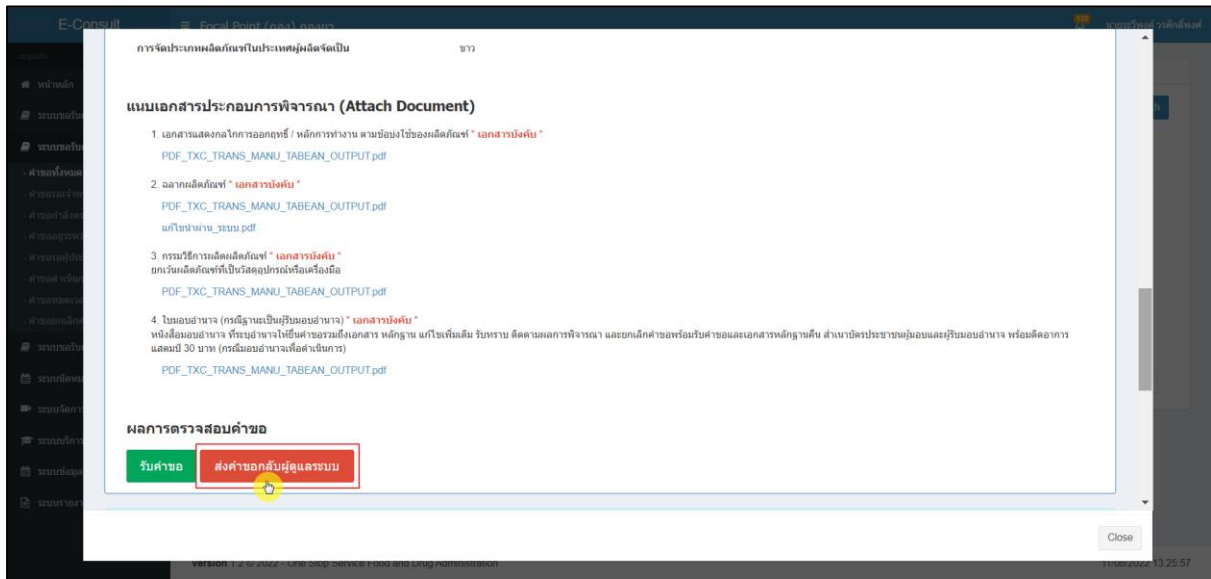 E-Consult
Focal Point (กอง) กองยา
การจัดประเภทผลิตภัณฑ์ในประเทศผู้ผลิตจัดเป็น ขาว
หน้าหลัก
แนบเอกสารประกอบการพิจารณา (Attach Document)
1. เอกสารแสดงกลไกการออกฤทธิ์ / หลักการทำงาน ตามข้อบ่งใช้ของผลิตภัณฑ์ " เอกสารบังคับ "
PDF_TXC_TRANS_MANU_TABEAN_OUTPUT.pdf
- คำขอทั้งหมด
2. ฉลากผลิตภัณฑ์ " เอกสารบังคับ "
PDF_TXC_TRANS_MANU_TABEAN_OUTPUT.pdf
แก้ไขนำผ่าน_ระบบ.pdf
3. กรรมวิธีการผลิตผลิตภัณฑ์ " เอกสารบังคับ "
ยกเว้นผลิตภัณฑ์ที่เป็นวัสดุอุปกรณ์หรือเครื่องมือ
PDF_TXC_TRANS_MANU_TABEAN_OUTPUT.pdf
4. ใบมอบอำนาจ (กรณีฐานะเป็นผู้รับมอบอำนาจ) " เอกสารบังคับ "
หนังสือมอบอำนาจ ที่ระบุอำนาจให้ยื่นคำขอรวมถึงเอกสาร หลักฐาน แก้ไขเพิ่มเติม รับทราบ ติดตามผลการพิจารณา และยกเลิกคำขอพร้อมรับคำขอและเอกสารหลักฐานคืน สำเนาบัตรประชาชนผู้มอบและผู้รับมอบอำนาจ พร้อมติดอาการ
แสตมป์ 30 บาท (กรณีมอบอำนาจเพื่อดำเนินการ)
PDF_TXC_TRANS_MANU_TABEAN_OUTPUT.pdf
ผลการตรวจสอบคำขอ
รับคำขอ ส่งคำขอกลับผู้ดูแลระบบ
Close
Version 1.2 © 2022 - One Stop Service Food and Drug Administration
11/08/2022 13:25:57